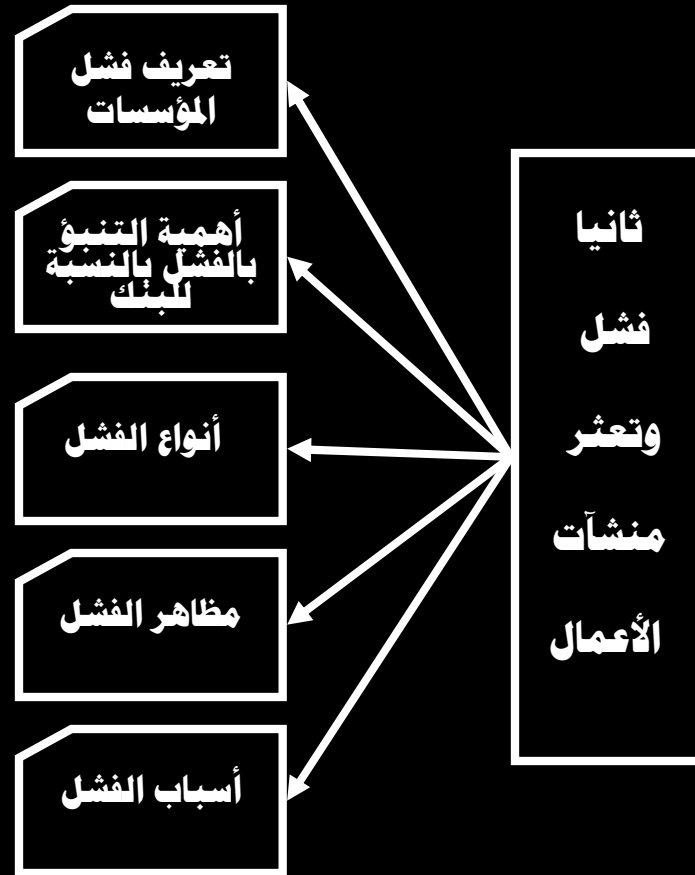 ثانيا
فشل
وتعثر
منشآت
الأعمال
تعريف فشل
المؤسسات
أهمية التنبؤ
بالفشل بالنسبة
للبنك
أنواع الفشل
مظاهر الفشل
أسباب الفشل